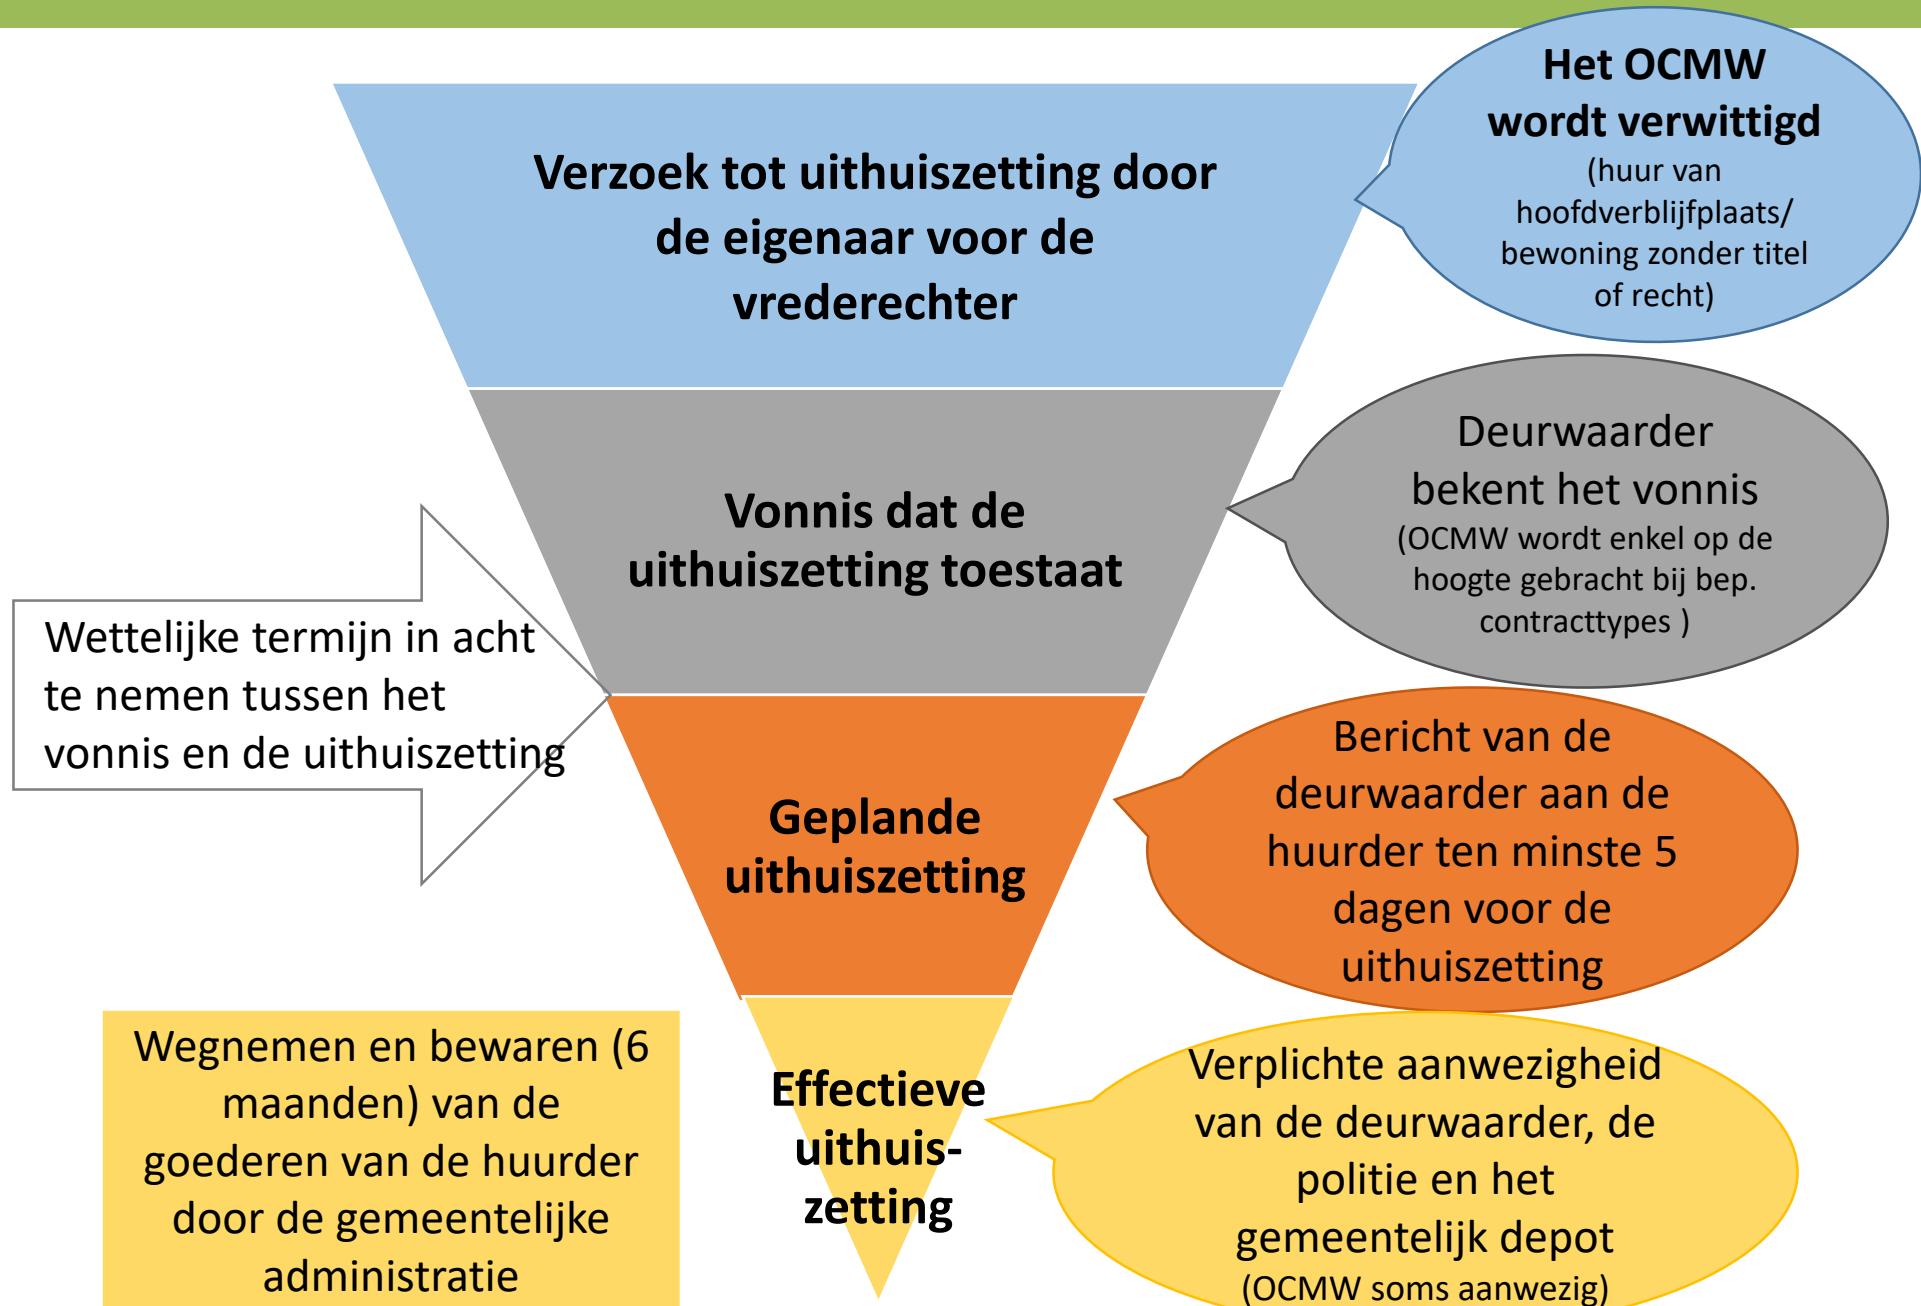 Het OCMW
wordt verwittigd
(huur van
hoofdverblijfplaats/
bewoning zonder titel
of recht)
Verzoek tot uithuiszetting door
de eigenaar voor de
vrederechter
Deurwaarder
bekent het vonnis
(OCMW wordt enkel op de
hoogte gebracht bij bep.
contracttypes )
Vonnis dat de
uithuiszetting toestaat
Wettelijke termijn in acht
te nemen tussen het
vonnis en de uithuiszetting
Bericht van de
deurwaarder aan de
huurder ten minste 5
dagen voor de
uithuiszetting
Geplande
uithuiszetting
Wegnemen en bewaren (6
maanden) van de
goederen van de huurder
door de gemeentelijke
administratie
Effectieve
uithuis-
zetting
Verplichte aanwezigheid
van de deurwaarder, de
politie en het
gemeentelijk depot
(OCMW soms aanwezig)